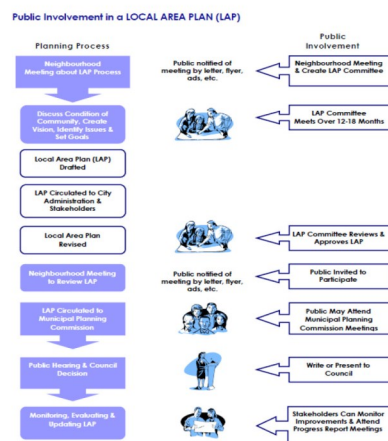 Public Involvement in a LOCAL AREA PLAN (LAP)
Planning Process
Public
Involvement
Neighbourhood
Meeting about LAP Process
Public notified of
meeting by letter, flyer,
ads, etc.
Neighbourhood Meeting
& Create LAP Committee
Discuss Condition of
Community, Create
Vision, Identify Issues &
Set Goals
LAP Committee
Meets Over 12-18 Months
Local Area Plan (LAP)
Drafted
LAP Circulated to City
Administration &
Stakeholders
Local Area Plan
Revised
LAP Committee Reviews &
Approves LAP
Neighbourhood Meeting
to Review LAP
Public notified of
meeting by letter, flyer,
ads, etc.
Public Invited to
Participate
LAP Circulated to
Municipal Planning
Commission
Public May Attend
Municipal Planning
Commission Meetings
Public Hearing & Council
Decision
Write or Present to
Council
Monitoring, Evaluating &
Updating LAP
Stakeholders Can Monitor
Improvements & Attend
Progress Report Meetings